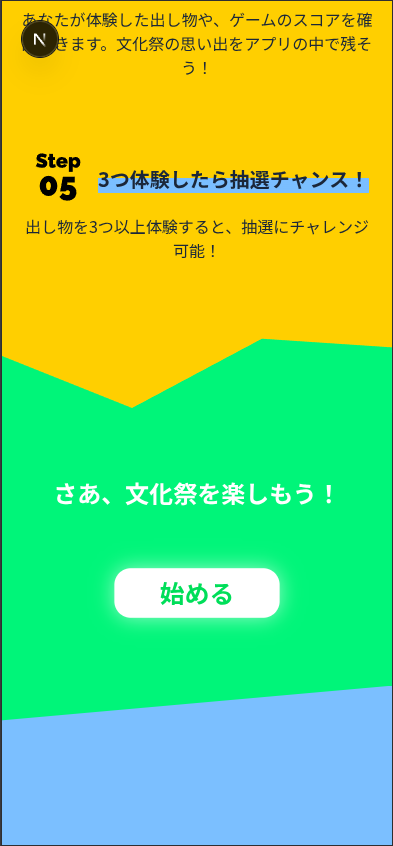 あなたが体験した出し物や、ゲームのスコアを確
きます。文化祭の思い出をアプリの中で残そ
う！
N
Step
05
3つ体験したら抽選チャンス！
出し物を3つ以上体験すると、抽選にチャレンジ
可能！
さあ、文化祭を楽しもう！
始める